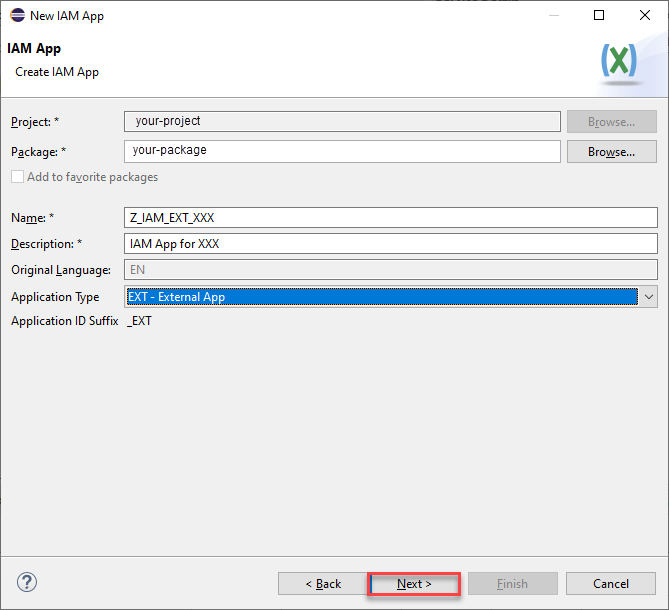 New IAM App
IAM App
Create IAM App
Project: * your-project Browse...
Package: * your-package Browse...
Add to favorite packages
Name: * Z_IAM_EXT_XXX
Description: * IAM App for XXX
Original Language: EN
Application Type EXT - External App
Application ID Suffix _EXT
? < Back Next > Finish Cancel